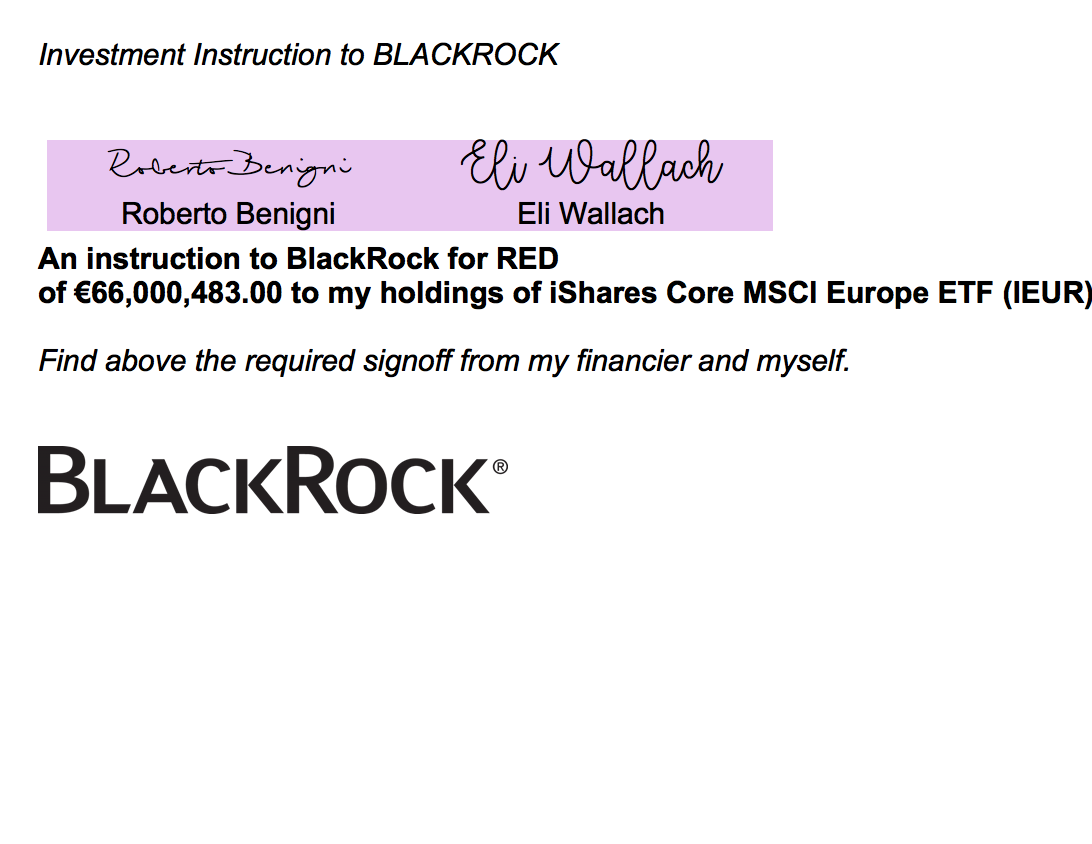 Investment Instruction to BLACKROCK
Roberto Benigni Eli Wallach
Roberto Benigni Eli Wallach
An instruction to BlackRock for RED
of €66,000,483.00 to my holdings of iShares Core MSCI Europe ETF (IEUR)
Find above the required signoff from my financier and myself.
BLACKROCK®